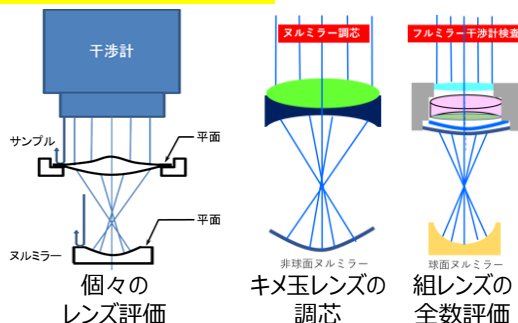 干渉計
サンプル
平面
平面
ヌルミラー
個々の
レンズ評価
ヌルミラー調芯
非球面ヌルミラー
キメ玉レンズの
調芯
フルミラー干渉計検査
球面ヌルミラー
組レンズの
全数評価